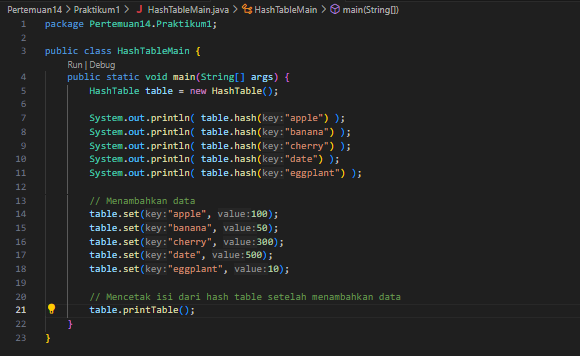 Pertemuan14 > Praktikum1 > J HashTableMain.java > HashTableMain > main(String[])
1 package Pertemuan14.Praktikum1;
2
3 public class HashTableMain {
Run | Debug
4 public static void main(String[] args) {
5 HashTable table = new HashTable();
6
7 System.out.println( table.hash(key:"apple") );
8 System.out.println( table.hash(key:"banana") );
9 System.out.println( table.hash(key:"cherry") );
10 System.out.println( table.hash(key:"date") );
11 System.out.println( table.hash(key:"eggplant") );
12
13 // Menambahkan data
14 table.set(key:"apple", value:100);
15 table.set(key:"banana", value:50);
16 table.set(key:"cherry", value:300);
17 table.set(key:"date", value:500);
18 table.set(key:"eggplant", value:10);
19
20 // Mencetak isi dari hash table setelah menambahkan data
21 table.printTable();
22 }
23 }